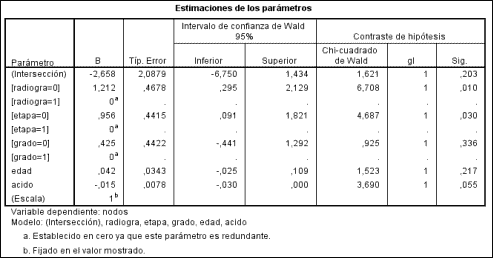 Estimaciones de los parámetros
Intervalo de confianza de Wald 95% Contraste de hipótesis
Parámetro B Típ. Error Inferior Superior Chi-cuadrado de Wald gl Sig.
(Intersección) -2,658 2,0879 -6,750 1,434 1,621 1 ,203
[radiogra=0] 1,212 ,4678 ,295 2,129 6,708 1 ,010
[radiogra=1] 0a . . . . . .
[etapa=0] ,956 ,4415 ,091 1,821 4,687 1 ,030
[etapa=1] 0a . . . . . .
[grado=0] ,425 ,4422 -,441 1,292 ,925 1 ,336
[grado=1] 0a . . . . . .
edad ,042 ,0343 -,025 ,109 1,523 1 ,217
acido -,015 ,0078 -,030 ,000 3,690 1 ,055
(Escala) 1b
Variable dependiente: nodos
Modelo: (Intersección), radiogra, etapa, grado, edad, acido
a. Establecido en cero ya que este parámetro es redundante.
b. Fijado en el valor mostrado.